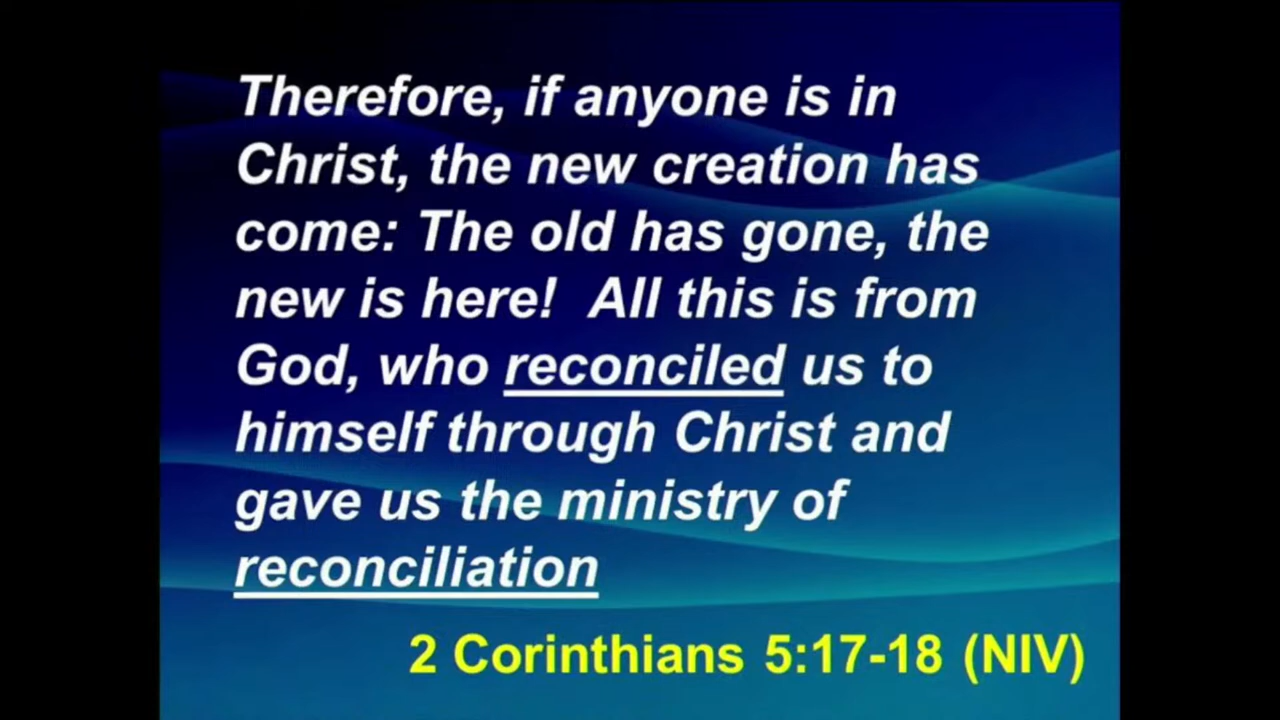 Therefore, if anyone is in
Christ, the new creation has
come: The old has gone, the
new is here!  All this is from
God, who reconciled us to
himself through Christ and
gave us the ministry of
reconciliation
2 Corinthians 5:17-18 (NIV)